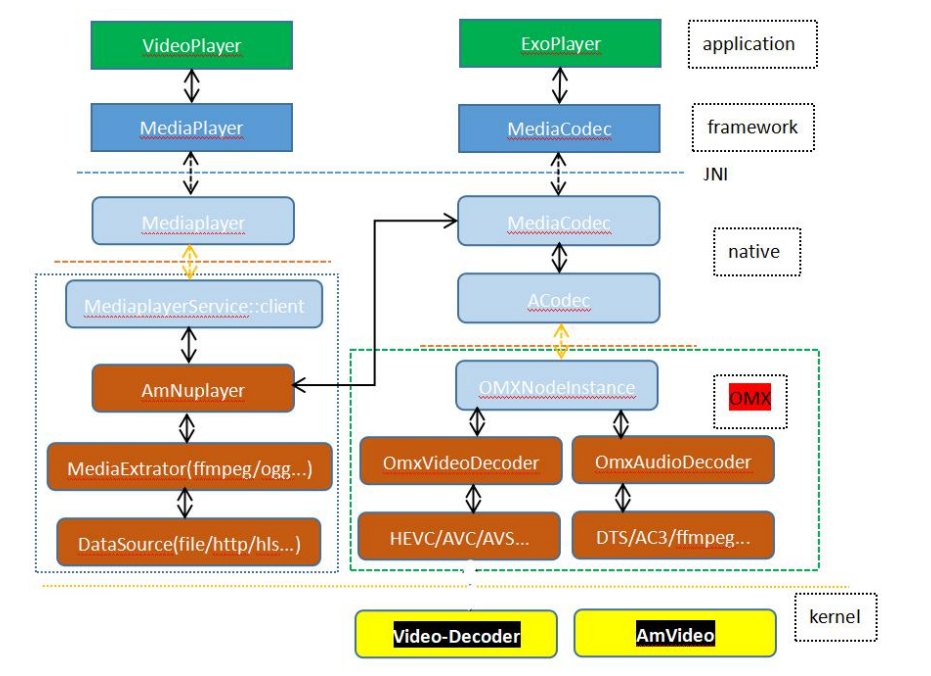 VideoPlayer
ExoPlayer
application
MediaPlayer
MediaCodec
framework
JNI
Mediaplayer
MediaCodec
native
MediaplayerService::client
ACodec
AmNuplayer
OMXNodeInstance
OMX
MediaExtrator(ffmpeg/ogg...)
OmxVideoDecoder
OmxAudioDecoder
DataSource(file/http/hls...)
HEVC/AVC/AVS...
DTS/AC3/ffmpeg...
kernel
Video-Decoder
AmVideo